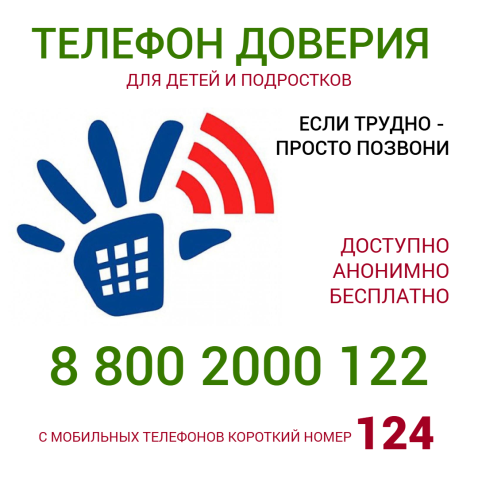 ТЕЛЕФОН ДОВЕРИЯ
ДЛЯ ДЕТЕЙ И ПОДРОСТКОВ
ЕСЛИ ТРУДНО -
ПРОСТО ПОЗВОНИ
ДОСТУПНО
АНОНИМНО
БЕСПЛАТНО
8 800 2000 122
С МОБИЛЬНЫХ ТЕЛЕФОНОВ КОРОТКИЙ НОМЕР 124